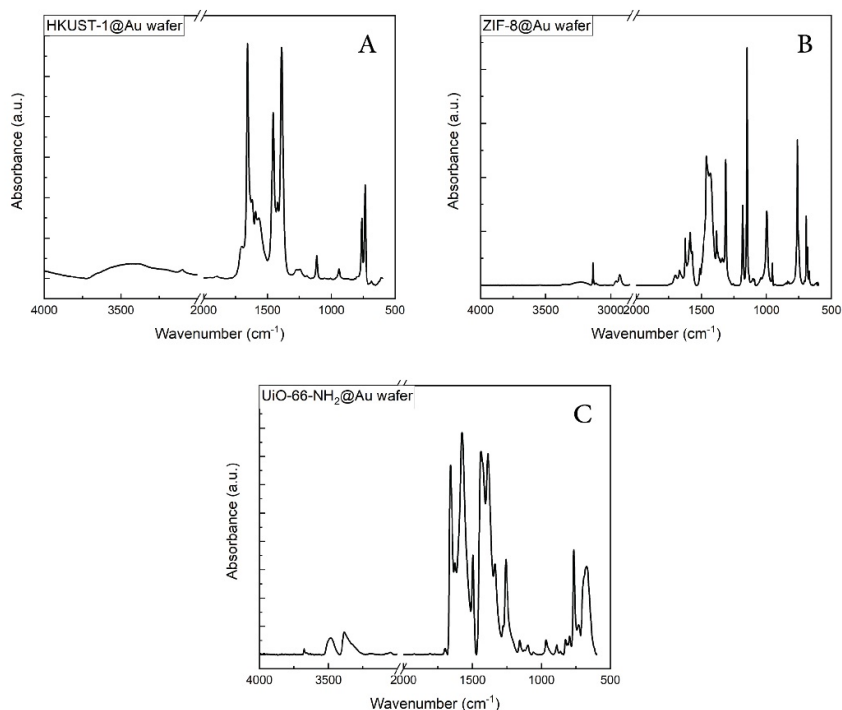 HKUST-1@Au wafer
A
Absorbance (a.u.)
4000 3500 2000 1500 1000 500
Wavenumber (cm⁻¹)
ZIF-8@Au wafer
B
Absorbance (a.u.)
4000 3500 3000 2000 1500 1000 500
Wavenumber (cm⁻¹)
UiO-66-NH₂@Au wafer
C
Absorbance (a.u.)
4000 3500 2000 1500 1000 500
Wavenumber (cm⁻¹)